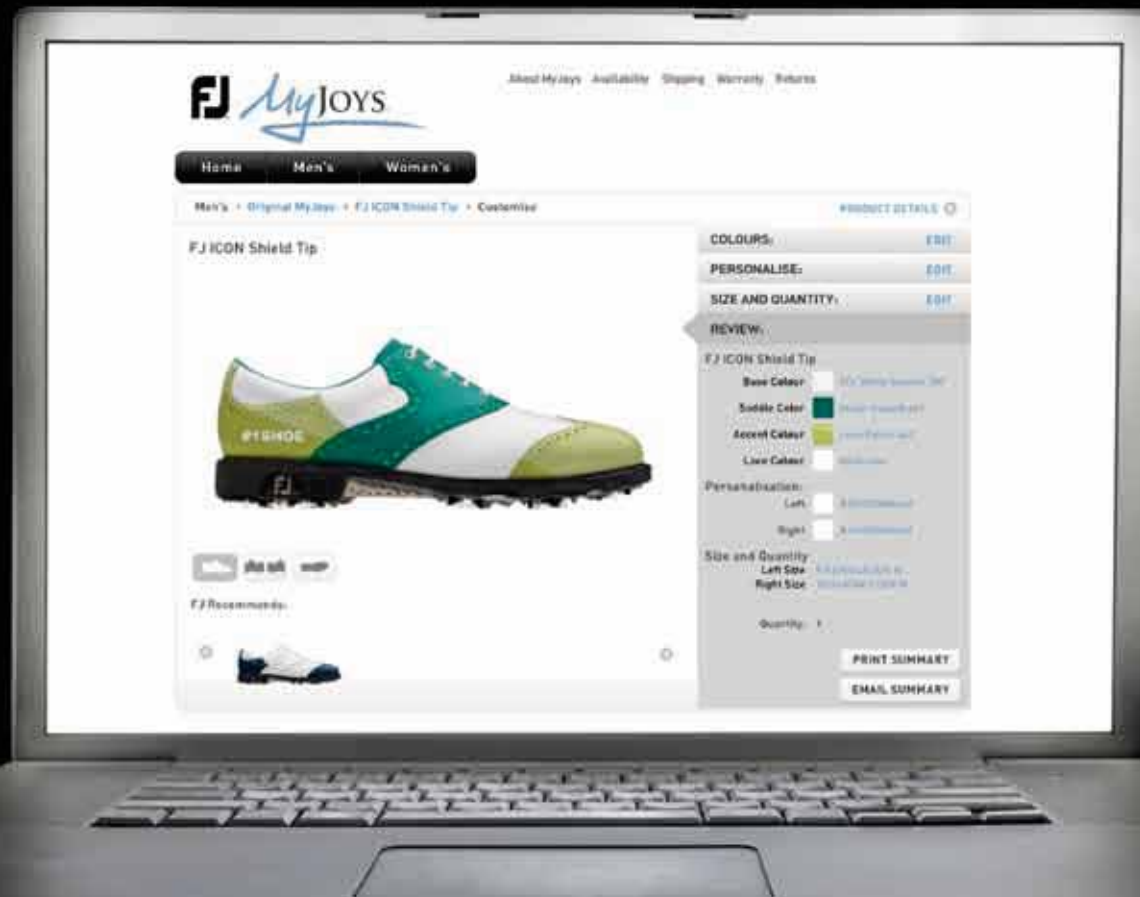 FJ MyJOYS
About MyJoys Availability Shipping Warranty Returns
Home Men's Women's
Men's Original MyJoys FJ ICON Shield Tip Customise
PRODUCT DETAILS
FJ ICON Shield Tip
#1SHOE
FJ
FJ Recommends:
COLOURS: EDIT
PERSONALISE: EDIT
SIZE AND QUANTITY: EDIT
REVIEW:
FJ ICON Shield Tip
Base Colour
Saddle Color
Accent Colour
Lace Colour
Personalisation:
Left
Right
Size and Quantity
Left Size
Right Size
Quantity: 1
PRINT SUMMARY
EMAIL SUMMARY